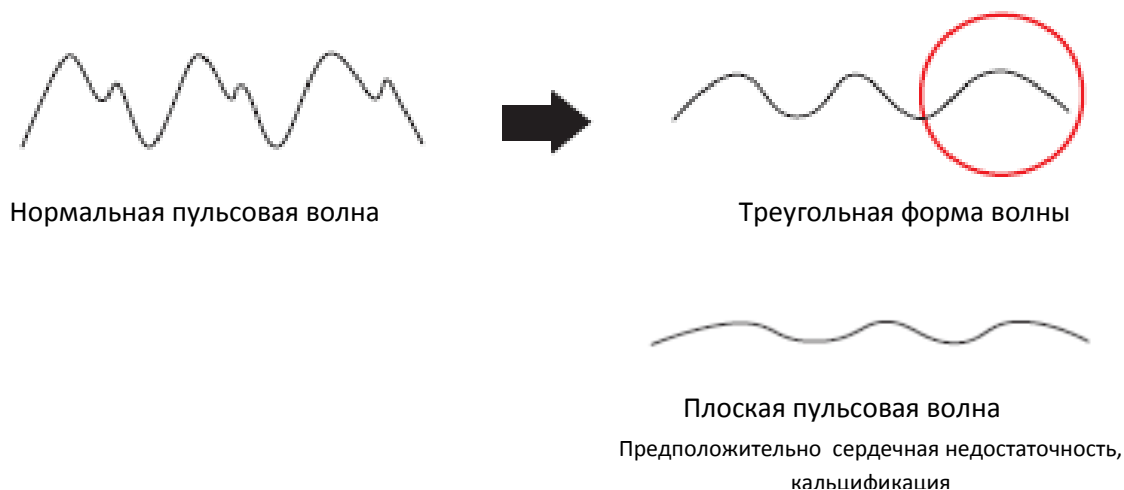 Нормальная пульсовая волна
Треугольная форма волны
Плоская пульсовая волна
Предположительно сердечная недостаточность,
кальцификация